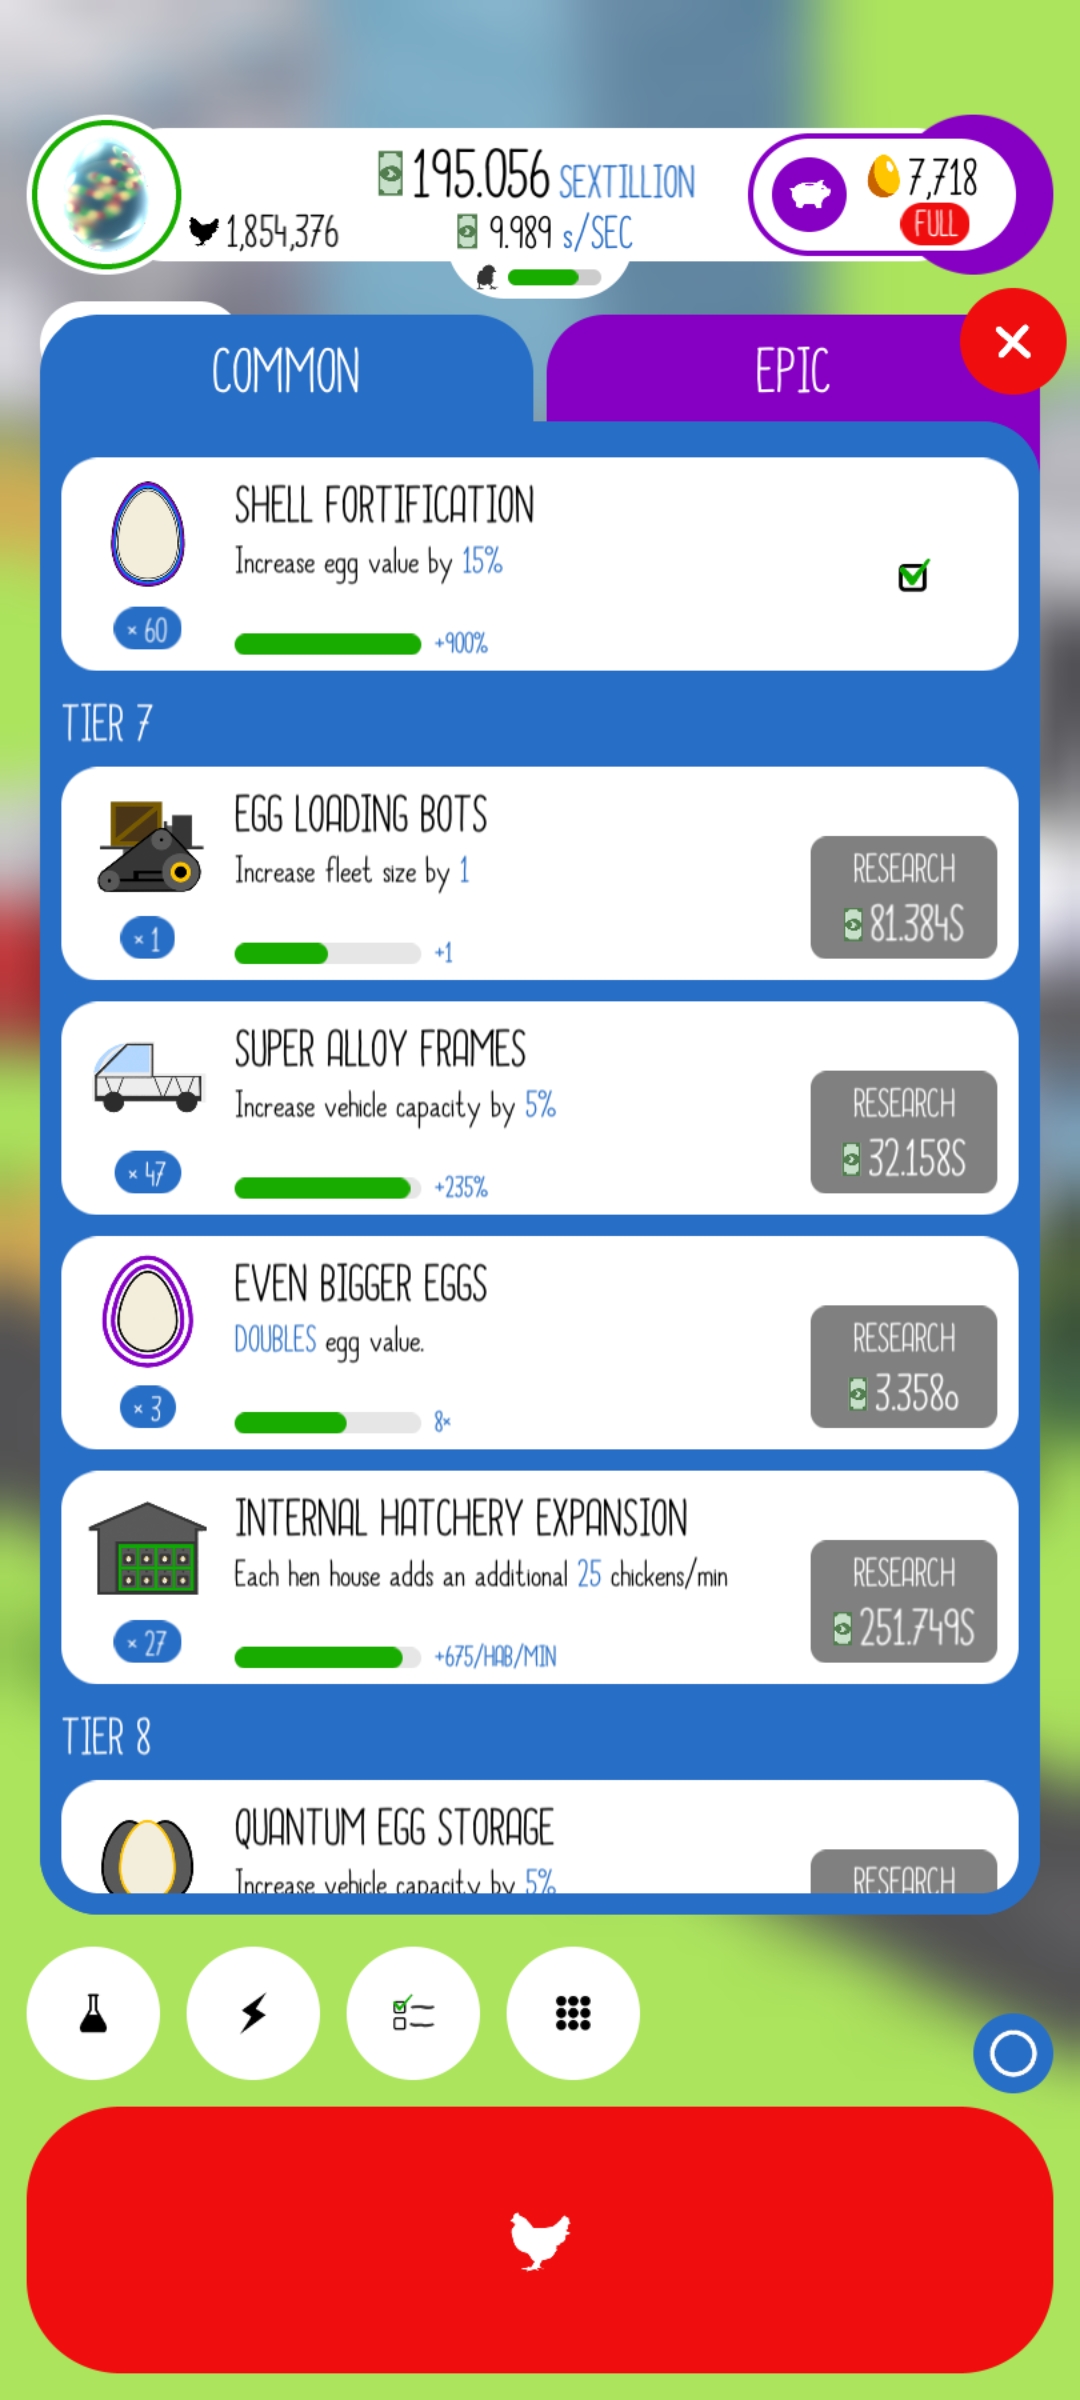 195.056 SEXTILLION
7,718
FULL
1,854,376
9.989 s/SEC
COMMON
EPIC
SHELL FORTIFICATION
Increase egg value by 15%
× 60
+900%
TIER 7
EGG LOADING BOTS
Increase fleet size by 1
RESEARCH
81.384S
× 1
+1
SUPER ALLOY FRAMES
Increase vehicle capacity by 5%
RESEARCH
32.158S
× 47
+235%
EVEN BIGGER EGGS
DOUBLES egg value.
RESEARCH
3.358o
× 3
8×
INTERNAL HATCHERY EXPANSION
Each hen house adds an additional 25 chickens/min
RESEARCH
251.749S
× 27
+675/HAB/MIN
TIER 8
QUANTUM EGG STORAGE
Increase vehicle capacity by 5%
RESEARCH